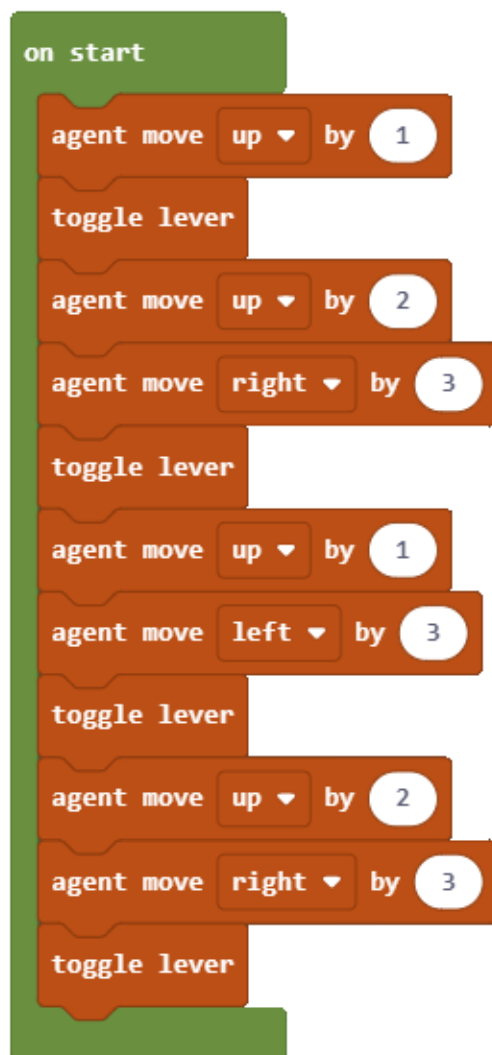 on start
agent move up by 1
toggle lever
agent move up by 2
agent move right by 3
toggle lever
agent move up by 1
agent move left by 3
toggle lever
agent move up by 2
agent move right by 3
toggle lever